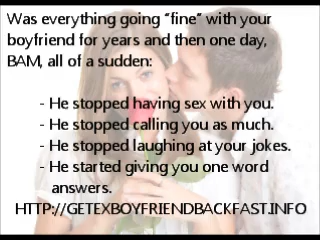 Was everything going "fine" with your
boyfriend for years and then one day,
BAM, all of a sudden:
- He stopped having sex with you.
- He stopped calling you as much.
- He stopped laughing at your jokes.
- He started giving you one word
answers.
HTTP://GETEXBOYFRIENDBACKFAST.INFO